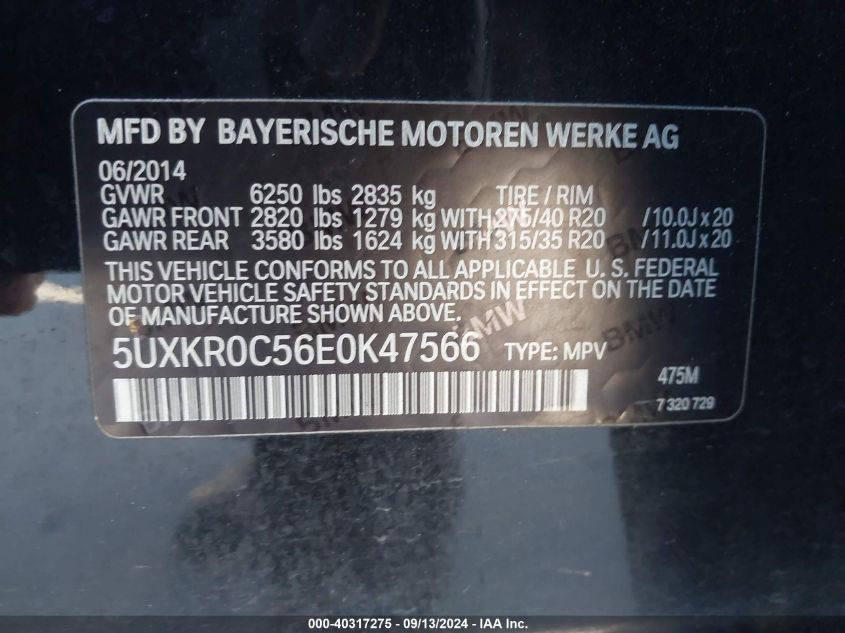 MFD BY BAYERISCHE MOTOREN WERKE AG
06/2014
GVWR 6250 lbs 2835 kg TIRE / RIM
GAWR FRONT 2820 lbs 1279 kg WITH 275/40 R20 /10.0J x 20
GAWR REAR 3580 lbs 1624 kg WITH 315/35 R20 /11.0J x 20
THIS VEHICLE CONFORMS TO ALL APPLICABLE U. S. FEDERAL
MOTOR VEHICLE SAFETY STANDARDS IN EFFECT ON THE DATE
OF MANUFACTURE SHOWN ABOVE.
5UXKR0C56E0K47566 TYPE: MPV
475M
7 320 729
000-40317275 - 09/13/2024 - IAA Inc.